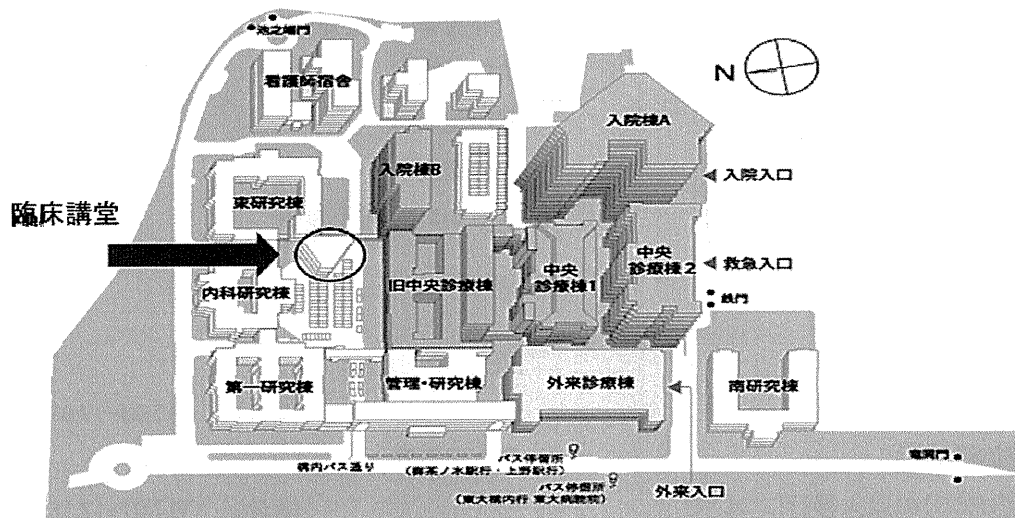 池之端門
看護師宿舎
N
入院棟A
入院棟B
入院入口
東研究棟
臨床講堂
中央
診療棟2
救急入口
中央
診療棟1
旧中央診療棟
内科研究棟
鉄門
第一研究棟
管理・研究棟
外来診療棟
南研究棟
構内バス通り
バス停留所
(御茶ノ水駅行・上野駅行)
バス停留所
(東大構内行 東大病院前)
外来入口
竜岡門